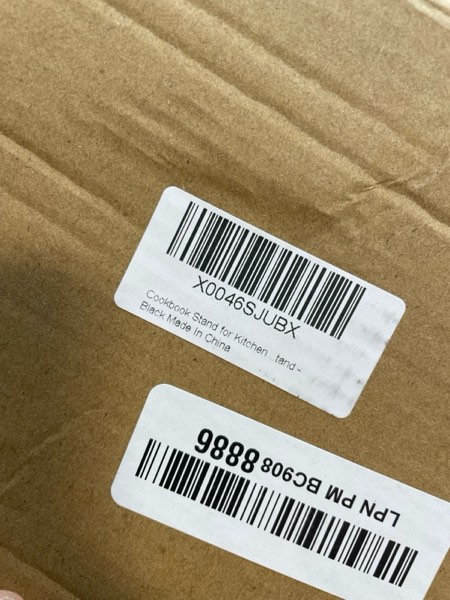 X0046SJUBX
Cookbook Stand for Kitchen...tand -
Black Made In China
LPN PM BC908 8886